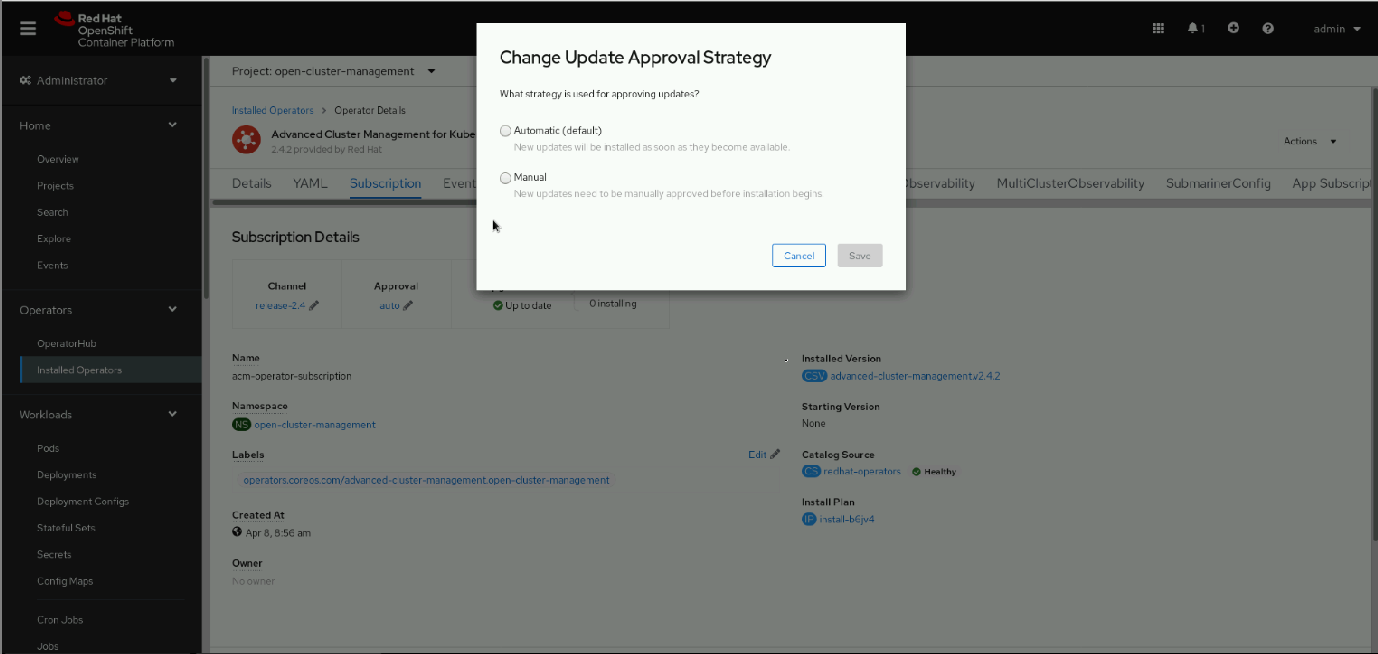 Red Hat
OpenShift
Container Platform
1
admin
Administrator
Home
Overview
Projects
Search
Explore
Events
Operators
OperatorHub
Installed Operators
Workloads
Pods
Deployments
Deployment Configs
Stateful Sets
Secrets
Config Maps
Cron Jobs
Jobs
Project: open-cluster-management
Installed Operators > Operator Details
Advanced Cluster Management for Kube
2.4.2 provided by Red Hat
Actions
Details YAML Subscription Event
bservability MultiClusterObservability SubmarinerConfig App Subscript
Change Update Approval Strategy
What strategy is used for approving updates?
Automatic (default)
New updates will be installed as soon as they become available.
Manual
New updates need to be manually approved before installation begins
Cancel Save
Subscription Details
Channel Approval
release-2.4 auto Up to date 0 installing
Name
acm-operator-subscription
Namespace
NS open-cluster-management
Labels Edit
operators.coreos.com/advanced-cluster-management.open-cluster-management
Created At
Apr 8, 8:56 am
Owner
No owner
Installed Version
CSV advanced-cluster-management.v2.4.2
Starting Version
None
Catalog Source
CS redhat-operators Healthy
Install Plan
IP install-b6jv4